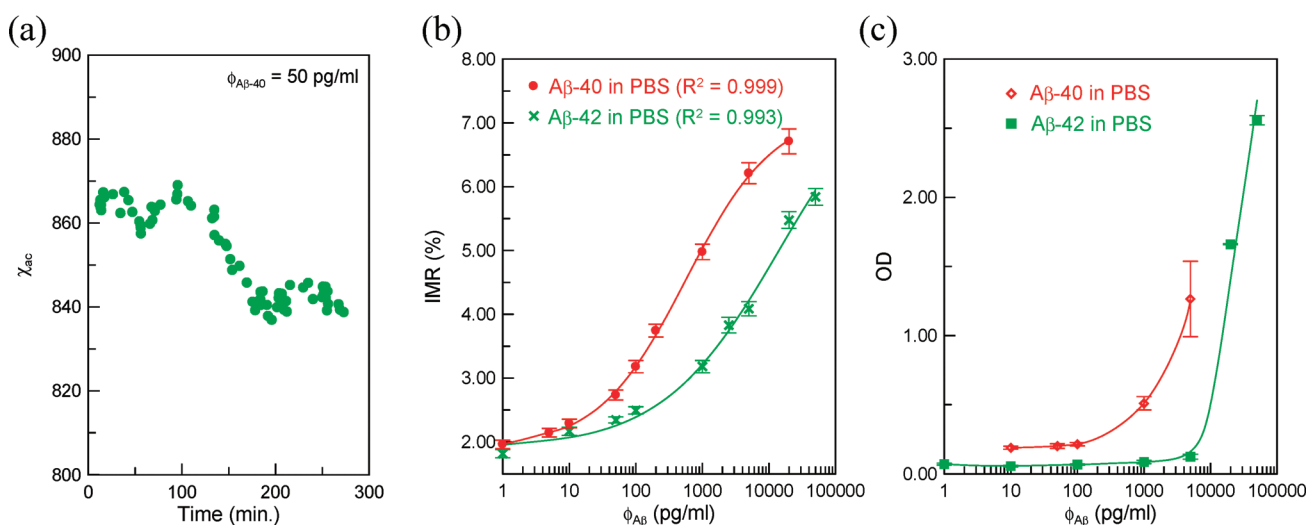 (a)
900
880
860
840
820
800
χac
ϕAβ-40 = 50 pg/ml
0 100 200 300
Time (min.)
(b)
8.00
7.00
6.00
5.00
4.00
3.00
2.00
IMR (%)
Aβ-40 in PBS (R² = 0.999)
Aβ-42 in PBS (R² = 0.993)
1 10 100 1000 10000 100000
ϕAβ (pg/ml)
(c)
3.00
2.00
1.00
0.00
OD
Aβ-40 in PBS
Aβ-42 in PBS
1 10 100 1000 10000 100000
ϕAβ (pg/ml)